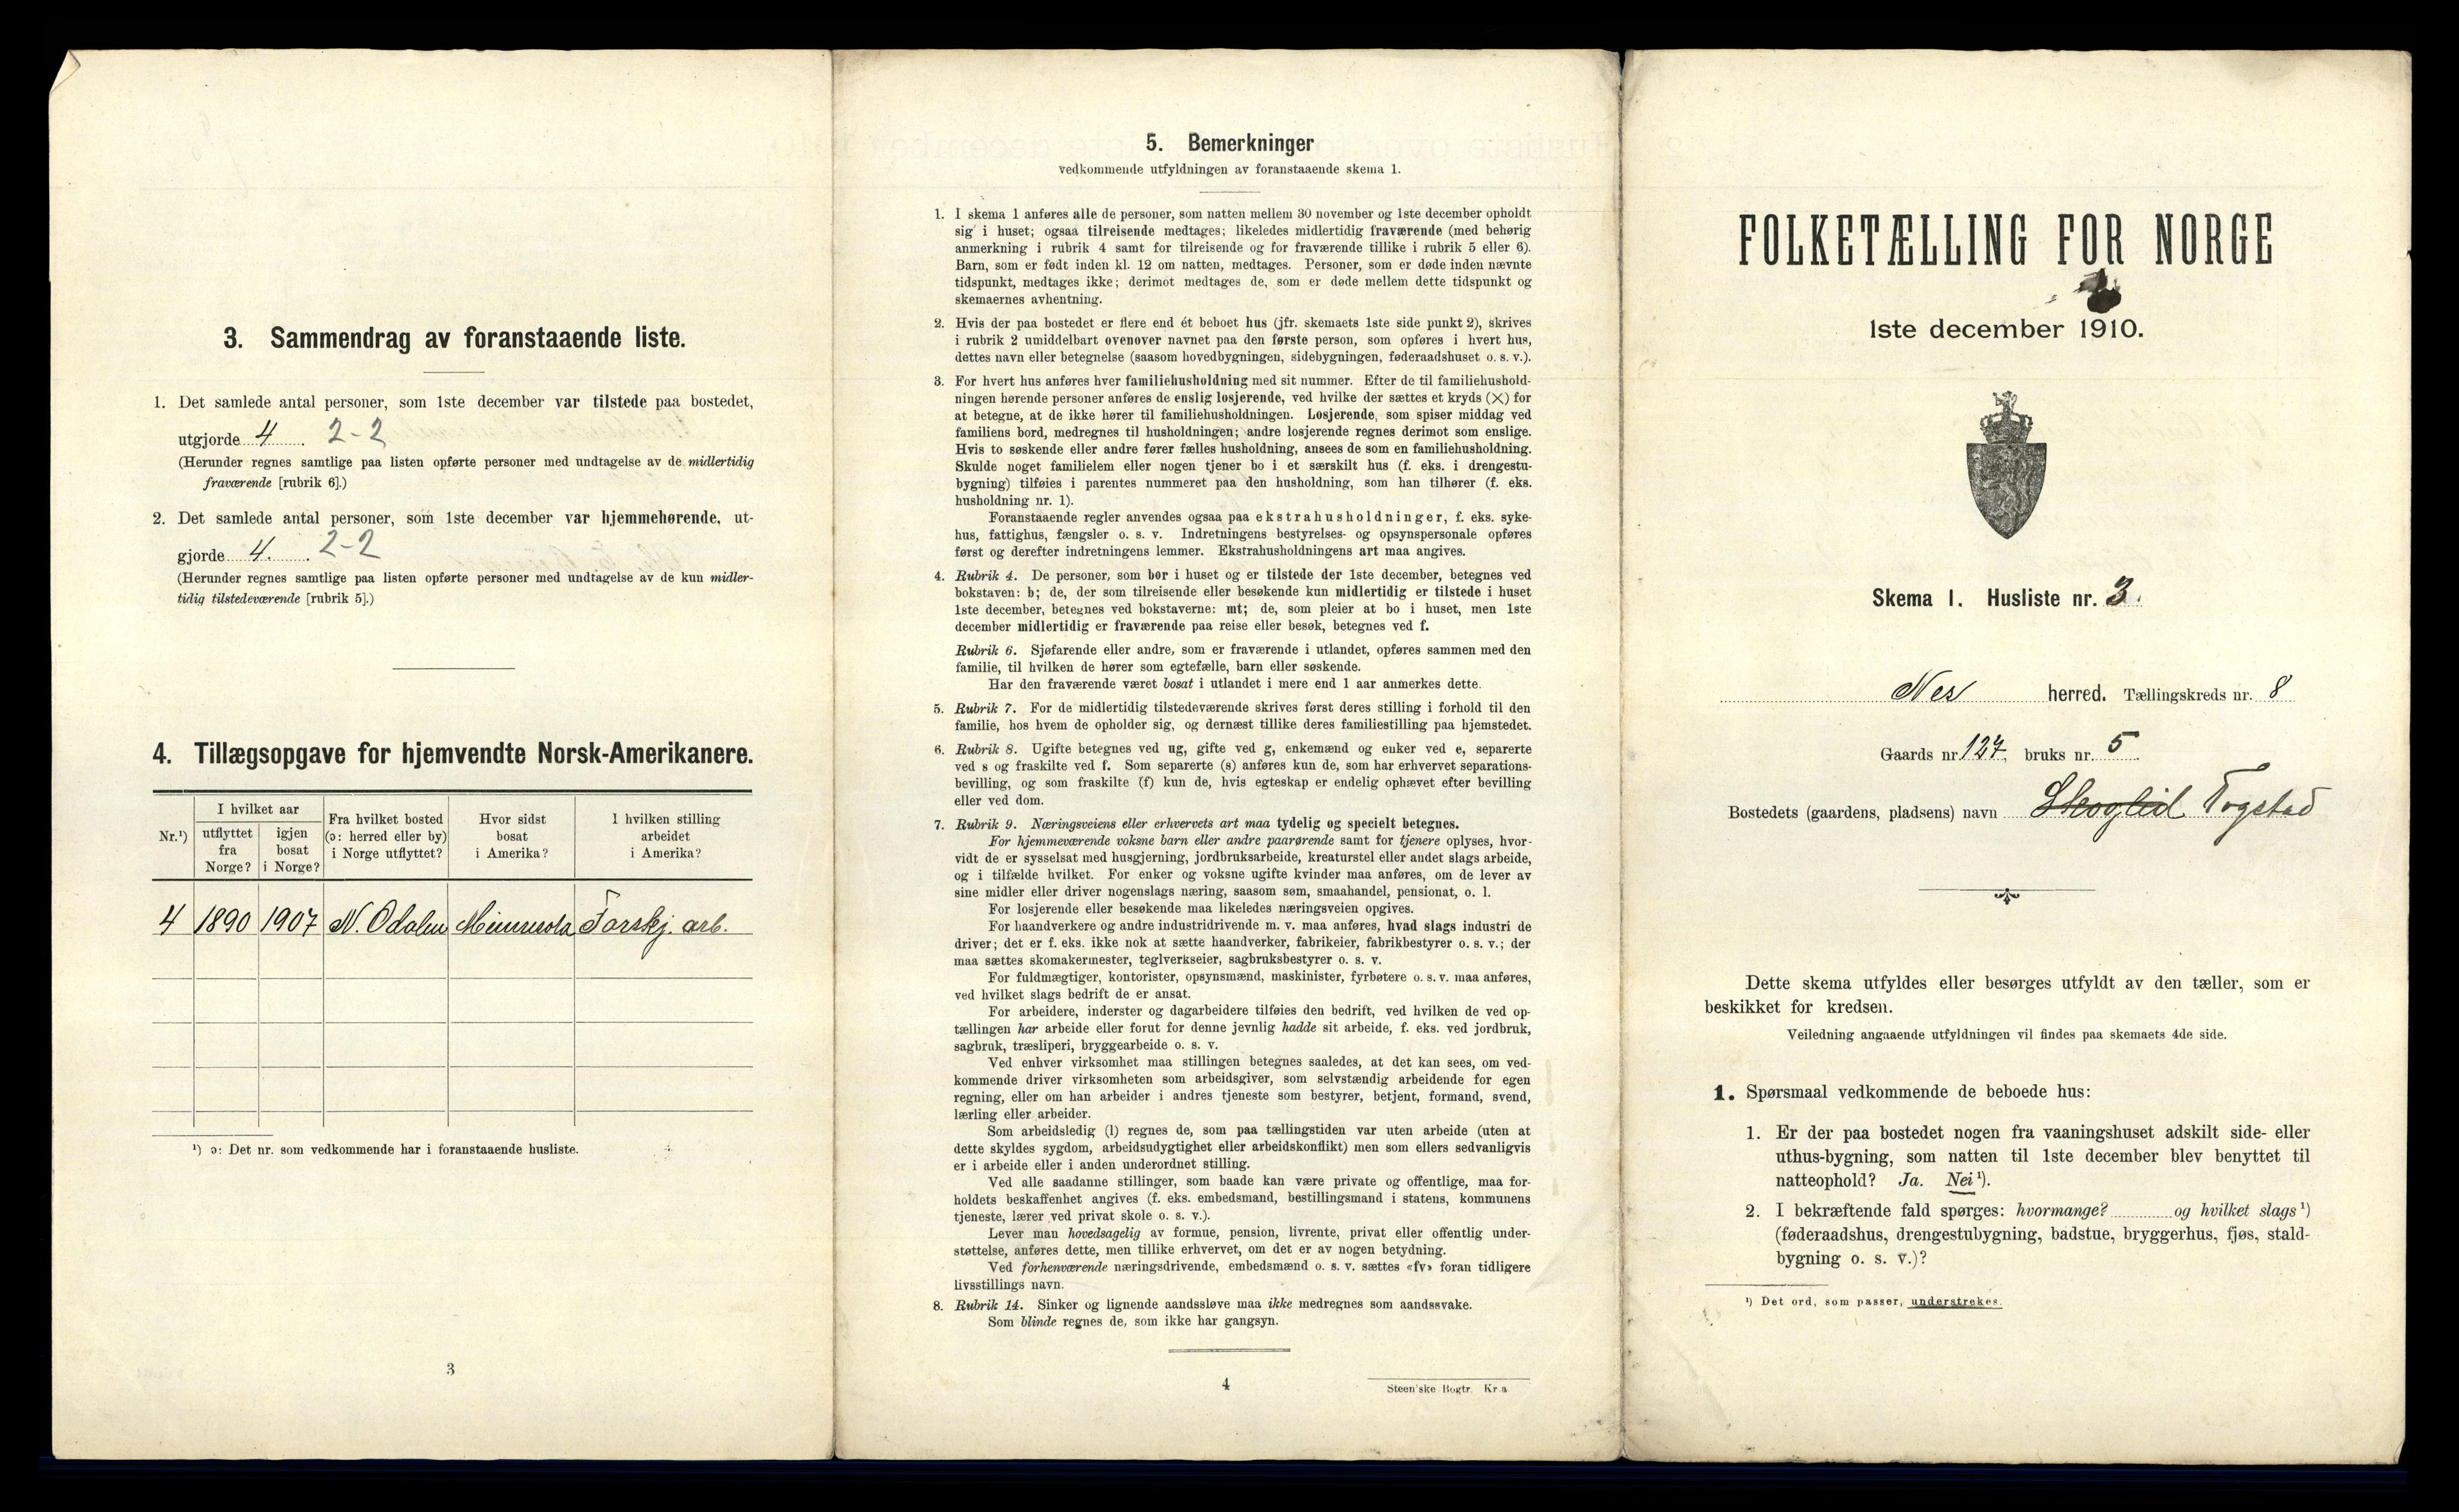 3. Sammendrag av foranstaaende liste.
1. Det samlede antal personer, som 1ste december var tilstede paa bostedet,
utgjorde 4. 2-2
(Herunder regnes samtlige paa listen opførte personer med undtagelse av de midlertidig
fraværende [rubrik 6].)
2. Det samlede antal personer, som 1ste december var hjemmehørende, ut-
gjorde 4. 2-2
(Herunder regnes samtlige paa listen opførte personer med undtagelse av de kun midler-
tidig tilstedeværende [rubrik 5].)
4. Tillægsopgave for hjemvendte Norsk-Amerikanere.
Nr.¹)
I hvilket aar
utflyttet
fra
Norge?
igjen
bosat
i Norge?
Fra hvilket bosted
(ɔ: herred eller by)
i Norge utflyttet?
Hvor sidst
bosat
i Amerika?
I hvilken stilling
arbeidet
i Amerika?
4 1890 1907 N. Odalen Minnesota Forskj. arb.
¹) ɔ: Det nr. som vedkommende har i foranstaaende husliste.
3
5. Bemerkninger
vedkommende utfyldningen av foranstaaende skema 1.
1. I skema 1 anføres alle de personer, som natten mellem 30 november og 1ste december opholdt
sig i huset; ogsaa tilreisende medtages; likeledes midlertidig fraværende (med behørig
anmerkning i rubrik 4 samt for tilreisende og for fraværende tillike i rubrik 5 eller 6).
Barn, som er født inden kl. 12 om natten, medtages. Personer, som er døde inden nævnte
tidspunkt, medtages ikke; derimot medtages de, som er døde mellem dette tidspunkt og
skemaernes avhentning.
2. Hvis der paa bostedet er flere end ét beboet hus (jfr. skemaets 1ste side punkt 2), skrives
i rubrik 2 umiddelbart ovenover navnet paa den første person, som opføres i hvert hus,
dettes navn eller betegnelse (saasom hovedbygningen, sidebygningen, føderaadshuset o. s. v.).
3. For hvert hus anføres hver familiehusholdning med sit nummer. Efter de til familiehushold-
ningen hørende personer anføres de enslig losjerende, ved hvilke der sættes et kryds (×) for
at betegne, at de ikke hører til familiehusholdningen. Losjerende, som spiser middag ved
familiens bord, medregnes til husholdningen; andre losjerende regnes derimot som enslige.
Hvis to søskende eller andre fører fælles husholdning, ansees de som en familiehusholdning.
Skulde noget familielem eller nogen tjener bo i et særskilt hus (f. eks. i drengestu-
bygning) tilføies i parentes nummeret paa den husholdning, som han tilhører (f. eks.
husholdning nr. 1).
Foranstaaende regler anvendes ogsaa paa ekstrahusholdninger, f. eks. syke-
hus, fattighus, fængsler o. s. v. Indretningens bestyrelses- og opsynspersonale opføres
først og derefter indretningens lemmer. Ekstrahusholdningens art maa angives.
4. Rubrik 4. De personer, som bor i huset og er tilstede der 1ste december, betegnes ved
bokstaven: b; de, der som tilreisende eller besøkende kun midlertidig er tilstede i huset
1ste december, betegnes ved bokstaverne: mt; de, som pleier at bo i huset, men 1ste
december midlertidig er fraværende paa reise eller besøk, betegnes ved f.
Rubrik 6. Sjøfarende eller andre, som er fraværende i utlandet, opføres sammen med den
familie, til hvilken de hører som egtefælle, barn eller søskende.
Har den fraværende været bosat i utlandet i mere end 1 aar anmerkes dette.
5. Rubrik 7. For de midlertidig tilstedeværende skrives først deres stilling i forhold til den
familie, hos hvem de opholder sig, og dernæst tillike deres familiestilling paa hjemstedet.
6. Rubrik 8. Ugifte betegnes ved ug, gifte ved g, enkemænd og enker ved e, separerte
ved s og fraskilte ved f. Som separerte (s) anføres kun de, som har erhvervet separations-
bevilling, og som fraskilte (f) kun de, hvis egteskap er endelig ophævet efter bevilling
eller ved dom.
7. Rubrik 9. Næringsveiens eller erhvervets art maa tydelig og specielt betegnes.
For hjemmeværende voksne barn eller andre paarørende samt for tjenere oplyses, hvor-
vidt de er sysselsat med husgjerning, jordbruksarbeide, kreaturstel eller andet slags arbeide,
og i tilfælde hvilket. For enker og voksne ugifte kvinder maa anføres, om de lever av
sine midler eller driver nogenslags næring, saasom søm, smaahandel, pensionat, o. l.
For losjerende eller besøkende maa likeledes næringsveien opgives.
For haandverkere og andre industridrivende m. v. maa anføres, hvad slags industri de
driver; det er f. eks. ikke nok at sætte haandverker, fabrikeier, fabrikbestyrer o. s. v.; der
maa sættes skomakermester, teglverkseier, sagbruksbestyrer o. s. v.
For fuldmægtiger, kontorister, opsynsmænd, maskinister, fyrbøtere o. s. v. maa anføres,
ved hvilket slags bedrift de er ansat.
For arbeidere, inderster og dagarbeidere tilføies den bedrift, ved hvilken de ved op-
tællingen har arbeide eller forut for denne jevnlig hadde sit arbeide, f. eks. ved jordbruk,
sagbruk, træsliperi, bryggearbeide o. s. v.
Ved enhver virksomhet maa stillingen betegnes saaledes, at det kan sees, om ved-
kommende driver virksomheten som arbeidsgiver, som selvstændig arbeidende for egen
regning, eller om han arbeider i andres tjeneste som bestyrer, betjent, formand, svend,
lærling eller arbeider.
Som arbeidsledig (l) regnes de, som paa tællingstiden var uten arbeide (uten at
dette skyldes sygdom, arbeidsudygtighet eller arbeidskonflikt) men som ellers sedvanligvis
er i arbeide eller i anden underordnet stilling.
Ved alle saadanne stillinger, som baade kan være private og offentlige, maa for-
holdets beskaffenhet angives (f. eks. embedsmand, bestillingsmand i statens, kommunens
tjeneste, lærer ved privat skole o. s. v.).
Lever man hovedsagelig av formue, pension, livrente, privat eller offentlig under-
støttelse, anføres dette, men tillike erhvervet, om det er av nogen betydning.
Ved forhenværende næringsdrivende, embedsmænd o. s. v. sættes «fv» foran tidligere
livsstillings navn.
8. Rubrik 14. Sinker og lignende aandssløve maa ikke medregnes som aandssvake.
Som blinde regnes de, som ikke har gangsyn.
4
Steen'ske Bogtr. Kr.a
FOLKETÆLLING FOR NORGE
1ste december 1910.
Skema 1. Husliste nr. 3.
Nes herred. Tællingskreds nr. 8
Gaards nr. 127, bruks nr. 5
Bostedets (gaardens, pladsens) navn Skoglid Togstad
Dette skema utfyldes eller besørges utfyldt av den tæller, som er
beskikket for kredsen.
Veiledning angaaende utfyldningen vil findes paa skemaets 4de side.
1. Spørsmaal vedkommende de beboede hus:
1. Er der paa bostedet nogen fra vaaningshuset adskilt side- eller
uthus-bygning, som natten til 1ste december blev benyttet til
natteophold? Ja. Nei ¹).
2. I bekræftende fald spørges: hvormange? og hvilket slags ¹)
(føderaadshus, drengestubygning, badstue, bryggerhus, fjøs, stald-
bygning o. s. v.)?
¹) Det ord, som passer, understrekes.